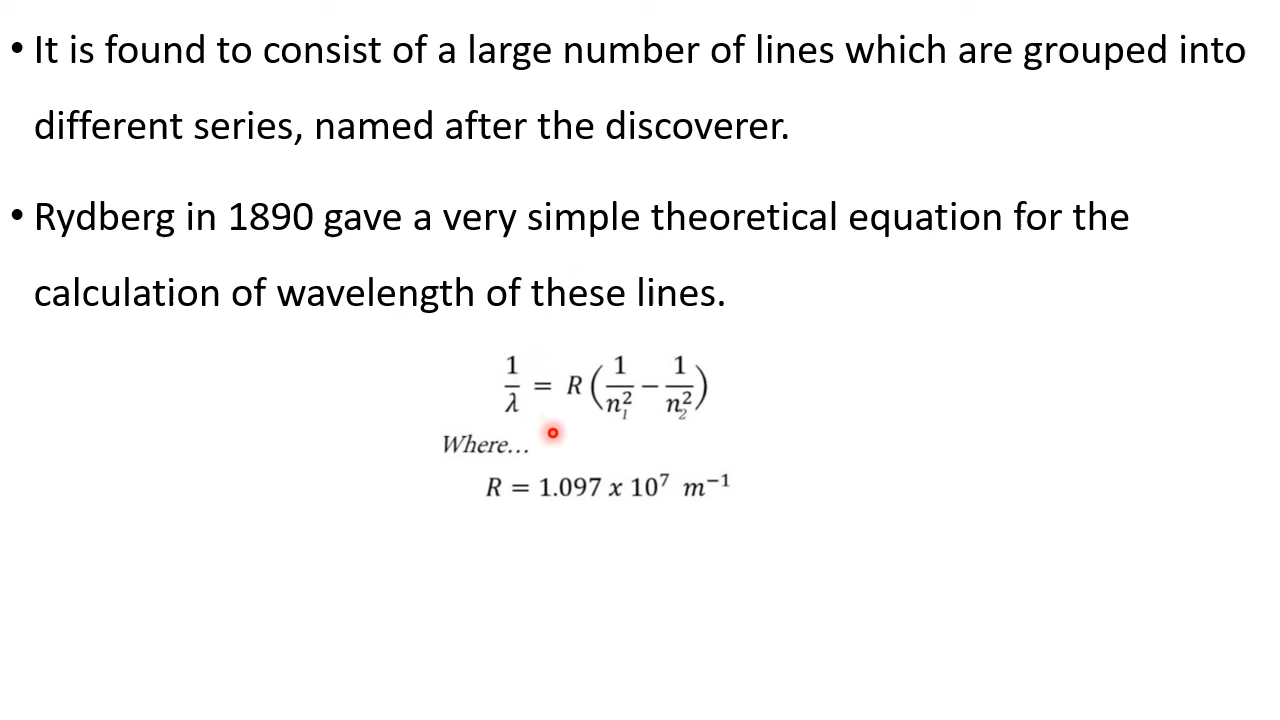 • It is found to consist of a large number of lines which are grouped into
different series, named after the discoverer.
• Rydberg in 1890 gave a very simple theoretical equation for the
calculation of wavelength of these lines.
1/λ = R(1/n₁² − 1/n₂²)
Where...
R = 1.097 x 10⁷ m⁻¹